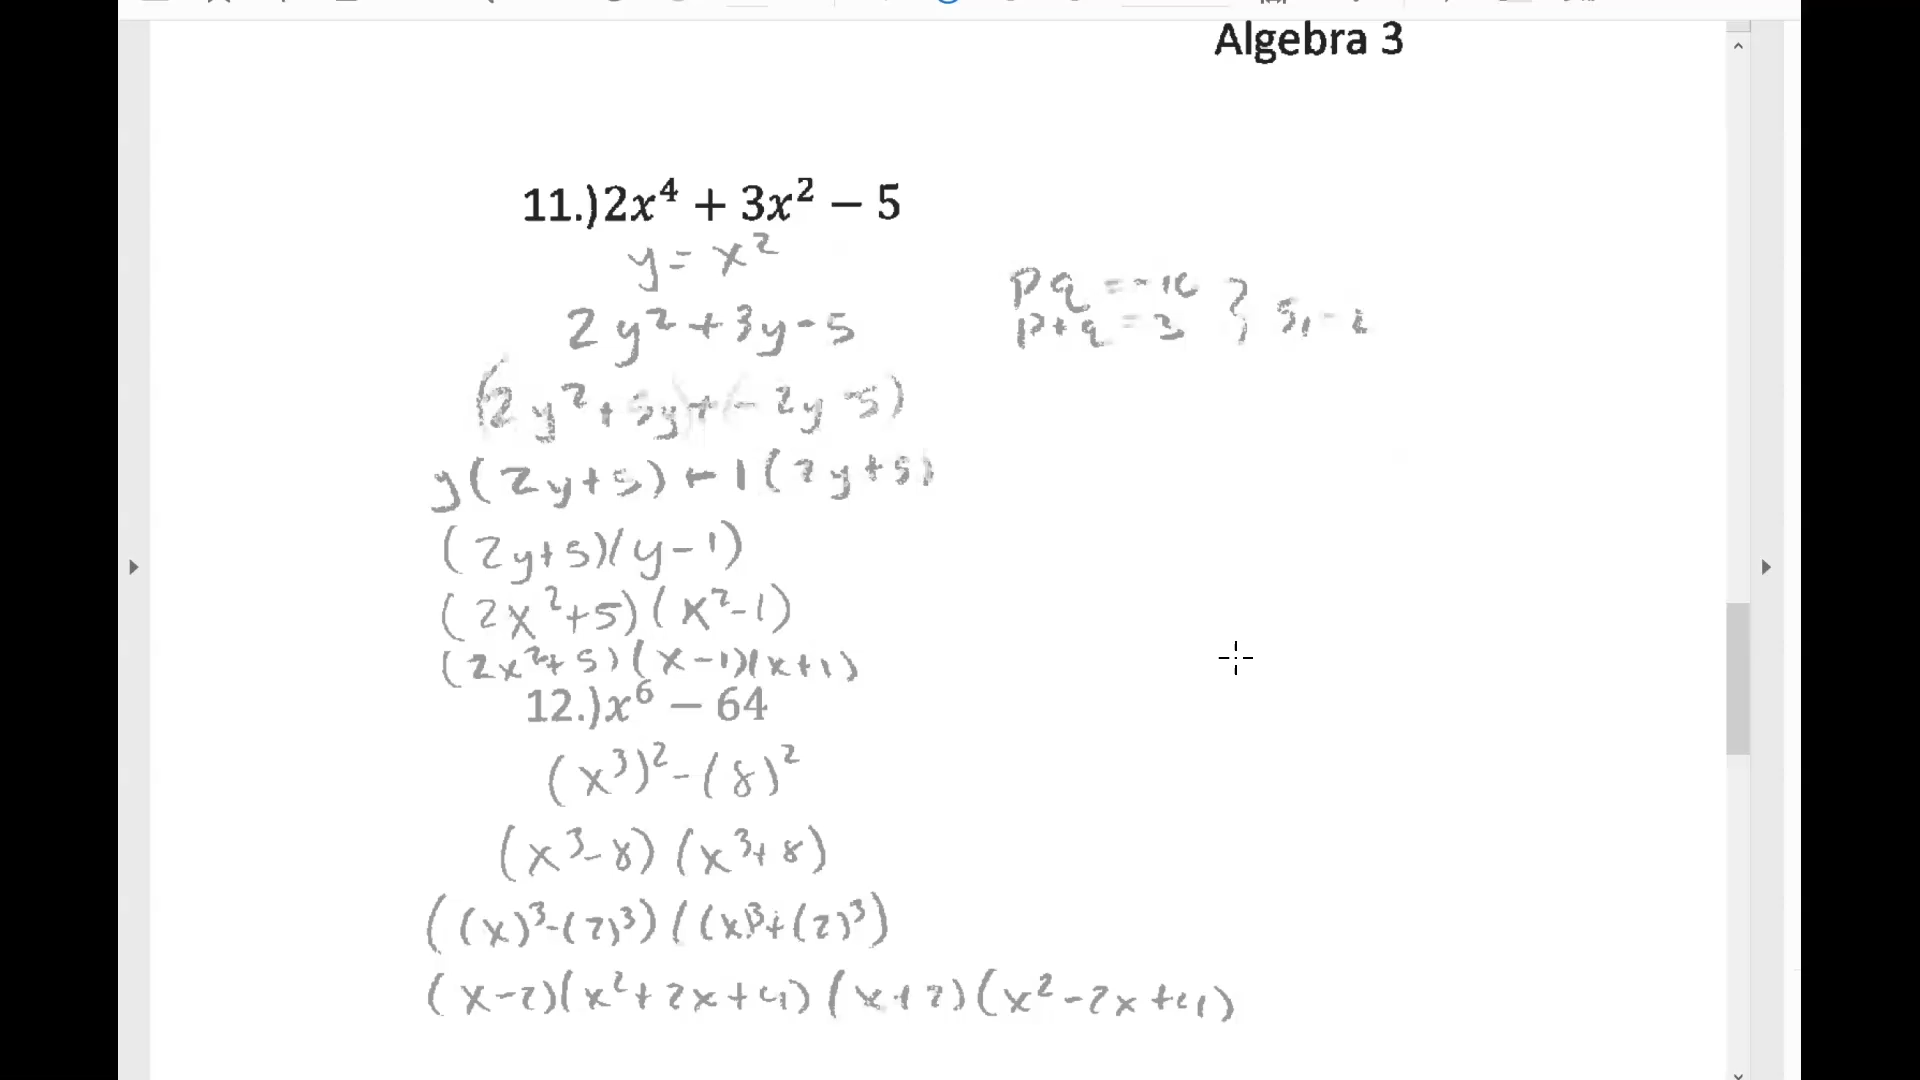 Algebra 3
11.)2x⁴ + 3x² − 5
y = x²
pq = -10 } 5, -2
p+q = 3
2y² + 3y - 5
(2y² + 5y) + (-2y - 5)
y(2y+5) - 1(2y+5)
(2y+5)(y-1)
(2x²+5)(x²-1)
(2x²+5)(x-1)(x+1)
12.)x⁶ − 64
(x³)² - (8)²
(x³-8)(x³+8)
((x)³-(2)³)((x)³+(2)³)
(x-2)(x²+2x+4)(x+2)(x²-2x+4)